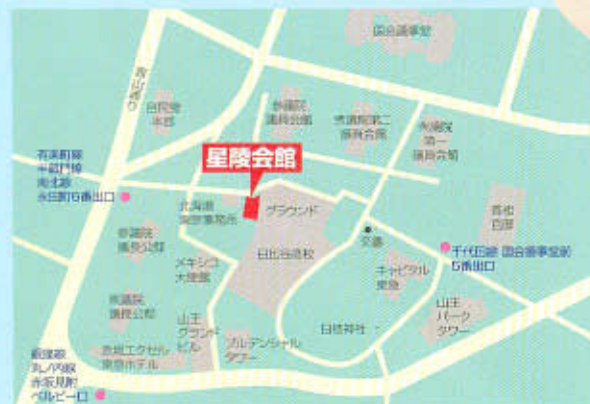 国会議事堂
青山通り
自民党
本部
参議院
議員会館
衆議院第二
議員会館
衆議院
第一
議員会館
有楽町線
半蔵門線
南北線
永田町6番出口
星陵会館
北海道
東京事務所
グラウンド
首相
官邸
参議院
議長公邸
日比谷高校
交番
千代田線 国会議事堂前
5番出口
メキシコ
大使館
キャピタル
東急
衆議院
議長公邸
山王
グランド
ビル
日枝神社
山王
パーク
タワー
赤坂エクセル
東急ホテル
プルデンシャル
タワー
銀座線
丸ノ内線
赤坂見附
ベルビー口